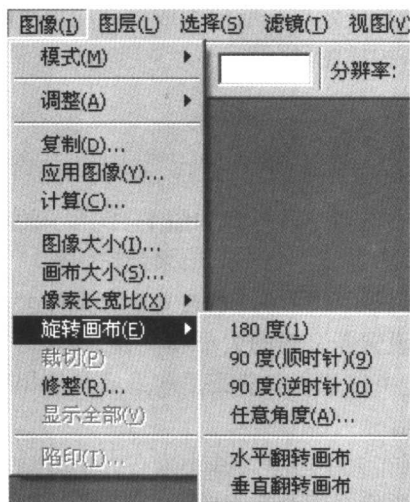 图像(I) 图层(L) 选择(S) 滤镜(T) 视图(V)
模式(M)
分辨率:
调整(A)
复制(D)...
应用图像(Y)...
计算(C)...
图像大小(I)...
画布大小(S)...
像素长宽比(X)
旋转画布(E)
180 度(1)
裁切(P)
90 度(顺时针)(9)
修整(R)...
90 度(逆时针)(0)
显示全部(V)
任意角度(A)...
陷印(T)...
水平翻转画布
垂直翻转画布